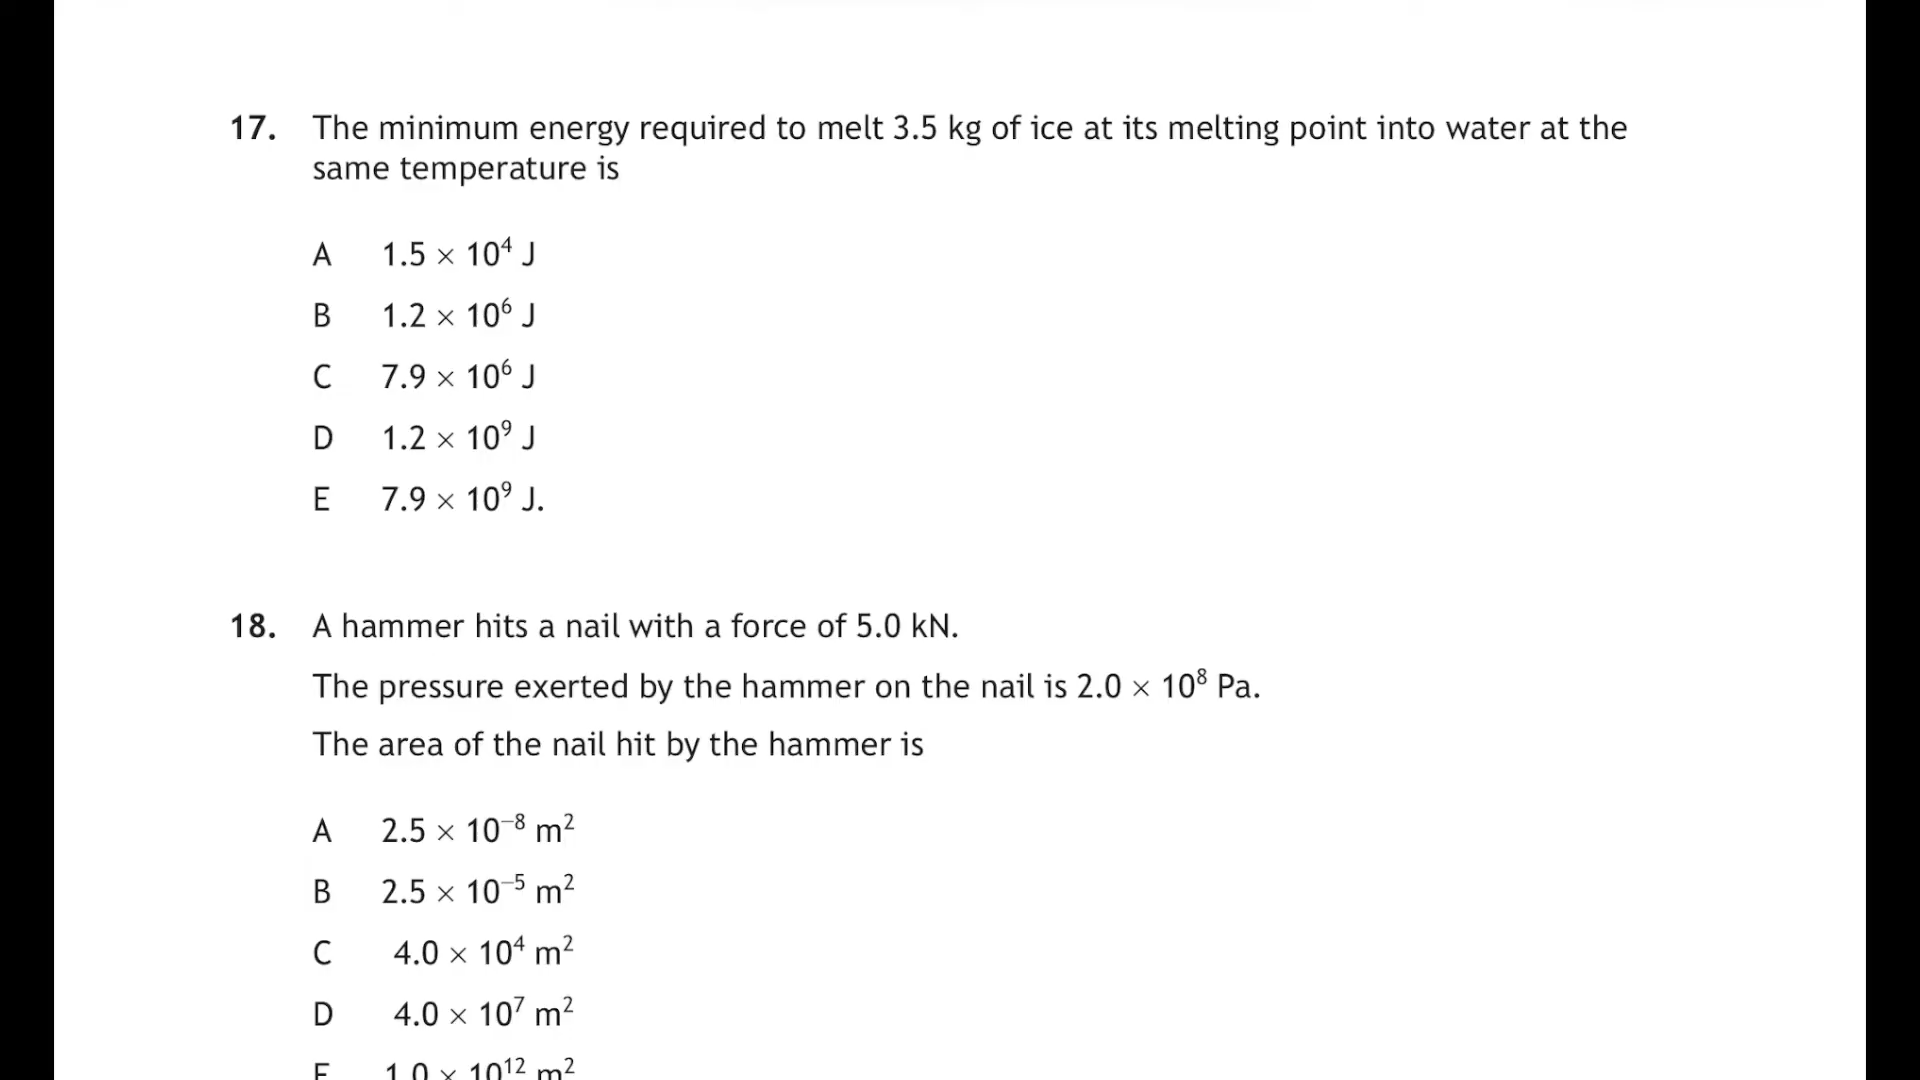 17. The minimum energy required to melt 3.5 kg of ice at its melting point into water at the
same temperature is
A 1.5 × 10⁴ J
B 1.2 × 10⁶ J
C 7.9 × 10⁶ J
D 1.2 × 10⁹ J
E 7.9 × 10⁹ J.
18. A hammer hits a nail with a force of 5.0 kN.
The pressure exerted by the hammer on the nail is 2.0 × 10⁸ Pa.
The area of the nail hit by the hammer is
A 2.5 × 10⁻⁸ m²
B 2.5 × 10⁻⁵ m²
C 4.0 × 10⁴ m²
D 4.0 × 10⁷ m²
E 1.0 × 10¹² m²